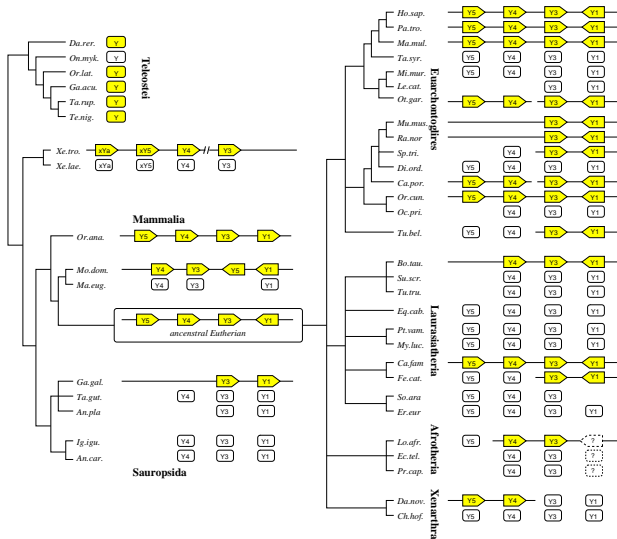 Da.rer. Y
On.myk. Y
Or.lat. Y
Ga.acu. Y
Ta.rup. Y
Te.nig. Y
Teleostei
Xe.tro. xYa xY5 Y4 // Y3
Xe.lae. xYa xY5 Y4 Y3
Mammalia
Or.ana. Y5 Y4 Y3 Y1
Mo.dom. Y4 Y3 Y5 Y1
Ma.eug. Y4 Y3 Y1
Y5 Y4 Y3 Y1
ancenstral Eutherian
Ga.gal. Y3 Y1
Ta.gut. Y4 Y3 Y1
An.pla Y3 Y1
Ig.igu. Y4 Y3 Y1
An.car. Y4 Y3 Y1
Sauropsida
Ho.sap. Y5 Y4 Y3 Y1
Pa.tro. Y5 Y4 Y3 Y1
Ma.mul. Y5 Y4 Y3 Y1
Ta.syr. Y5 Y4 Y3 Y1
Mi.mur. Y5 Y4 Y3 Y1
Le.cat. Y3 Y1
Ot.gar. Y5 Y4 Y3 Y1
Mu.mus. Y3 Y1
Ra.nor Y3 Y1
Sp.tri. Y4 Y3 Y1
Di.ord. Y5 Y4 Y3 Y1
Ca.por. Y5 Y4 Y3 Y1
Or.cun. Y5 Y4 Y3 Y1
Oc.pri. Y4 Y3 Y1
Tu.bel. Y5 Y4 Y3 Y1
Euarchontoglires
Bo.tau. Y4 Y3 Y1
Su.scr. Y4 Y3 Y1
Tu.tru. Y4 Y3 Y1
Eq.cab. Y5 Y4 Y3 Y1
Pt.vam. Y5 Y4 Y3 Y1
My.luc. Y5 Y4 Y3 Y1
Ca.fam Y5 Y4 Y3 Y1
Fe.cat. Y5 Y4 Y3 Y1
So.ara Y5 Y4 Y3
Er.eur Y5 Y4 Y3 Y1
Laurasiatheria
Lo.afr. Y5 Y4 Y3 ?
Ec.tel. Y4 Y3 ?
Pr.cap. Y4 Y3 ?
Afrotheria
Da.nov. Y5 Y4 Y3 Y1
Ch.hof. Y5 Y4 Y3 Y1
Xenarthra